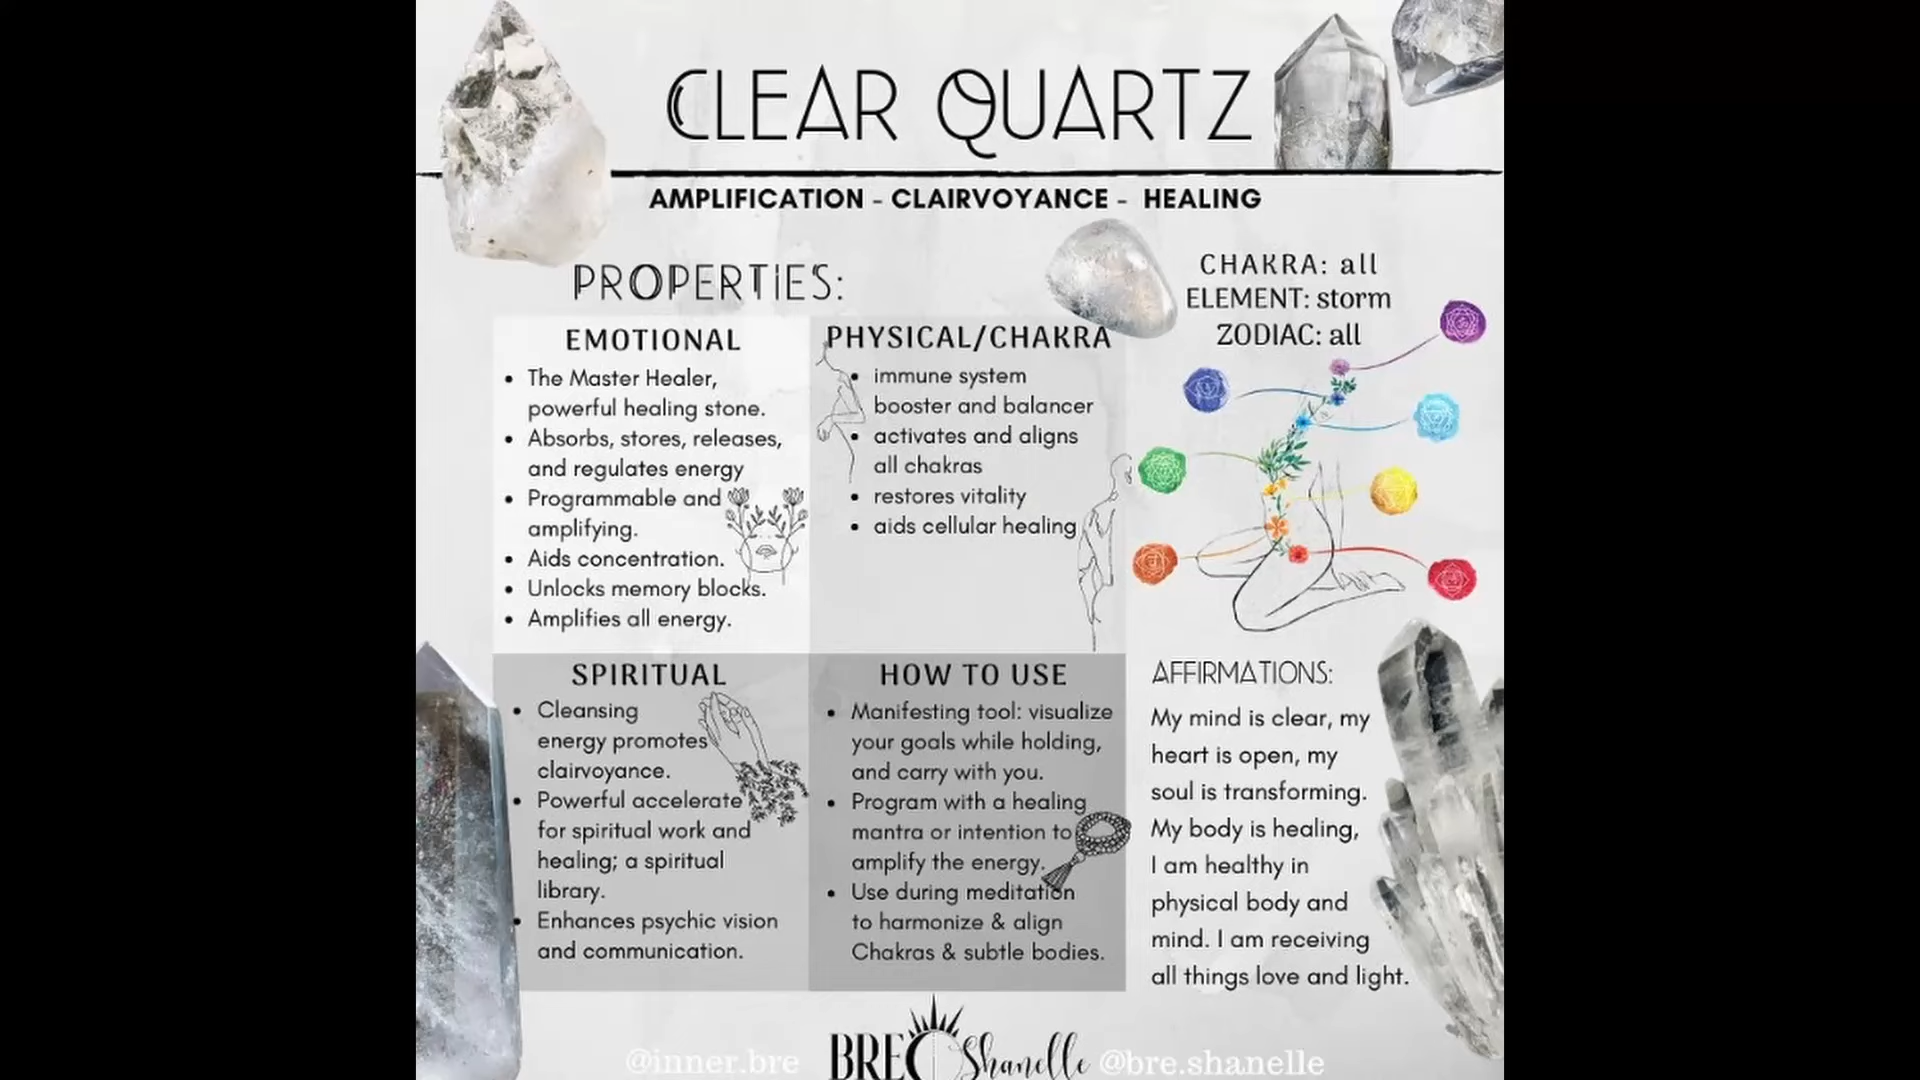 CLEAR QUARTZ
AMPLIFICATION - CLAIRVOYANCE - HEALING
PROPERTIES:
CHAKRA: all
ELEMENT: storm
ZODIAC: all
EMOTIONAL
• The Master Healer,
powerful healing stone.
• Absorbs, stores, releases,
and regulates energy
• Programmable and
amplifying.
• Aids concentration.
• Unlocks memory blocks.
• Amplifies all energy.
PHYSICAL/CHAKRA
• immune system
booster and balancer
• activates and aligns
all chakras
• restores vitality
• aids cellular healing
SPIRITUAL
• Cleansing
energy promotes
clairvoyance.
• Powerful accelerate
for spiritual work and
healing; a spiritual
library.
• Enhances psychic vision
and communication.
HOW TO USE
• Manifesting tool: visualize
your goals while holding,
and carry with you.
• Program with a healing
mantra or intention to
amplify the energy.
• Use during meditation
to harmonize & align
Chakras & subtle bodies.
AFFIRMATIONS:
My mind is clear, my
heart is open, my
soul is transforming.
My body is healing,
I am healthy in
physical body and
mind. I am receiving
all things love and light.
@inner.bre BRE Shanelle @bre.shanelle